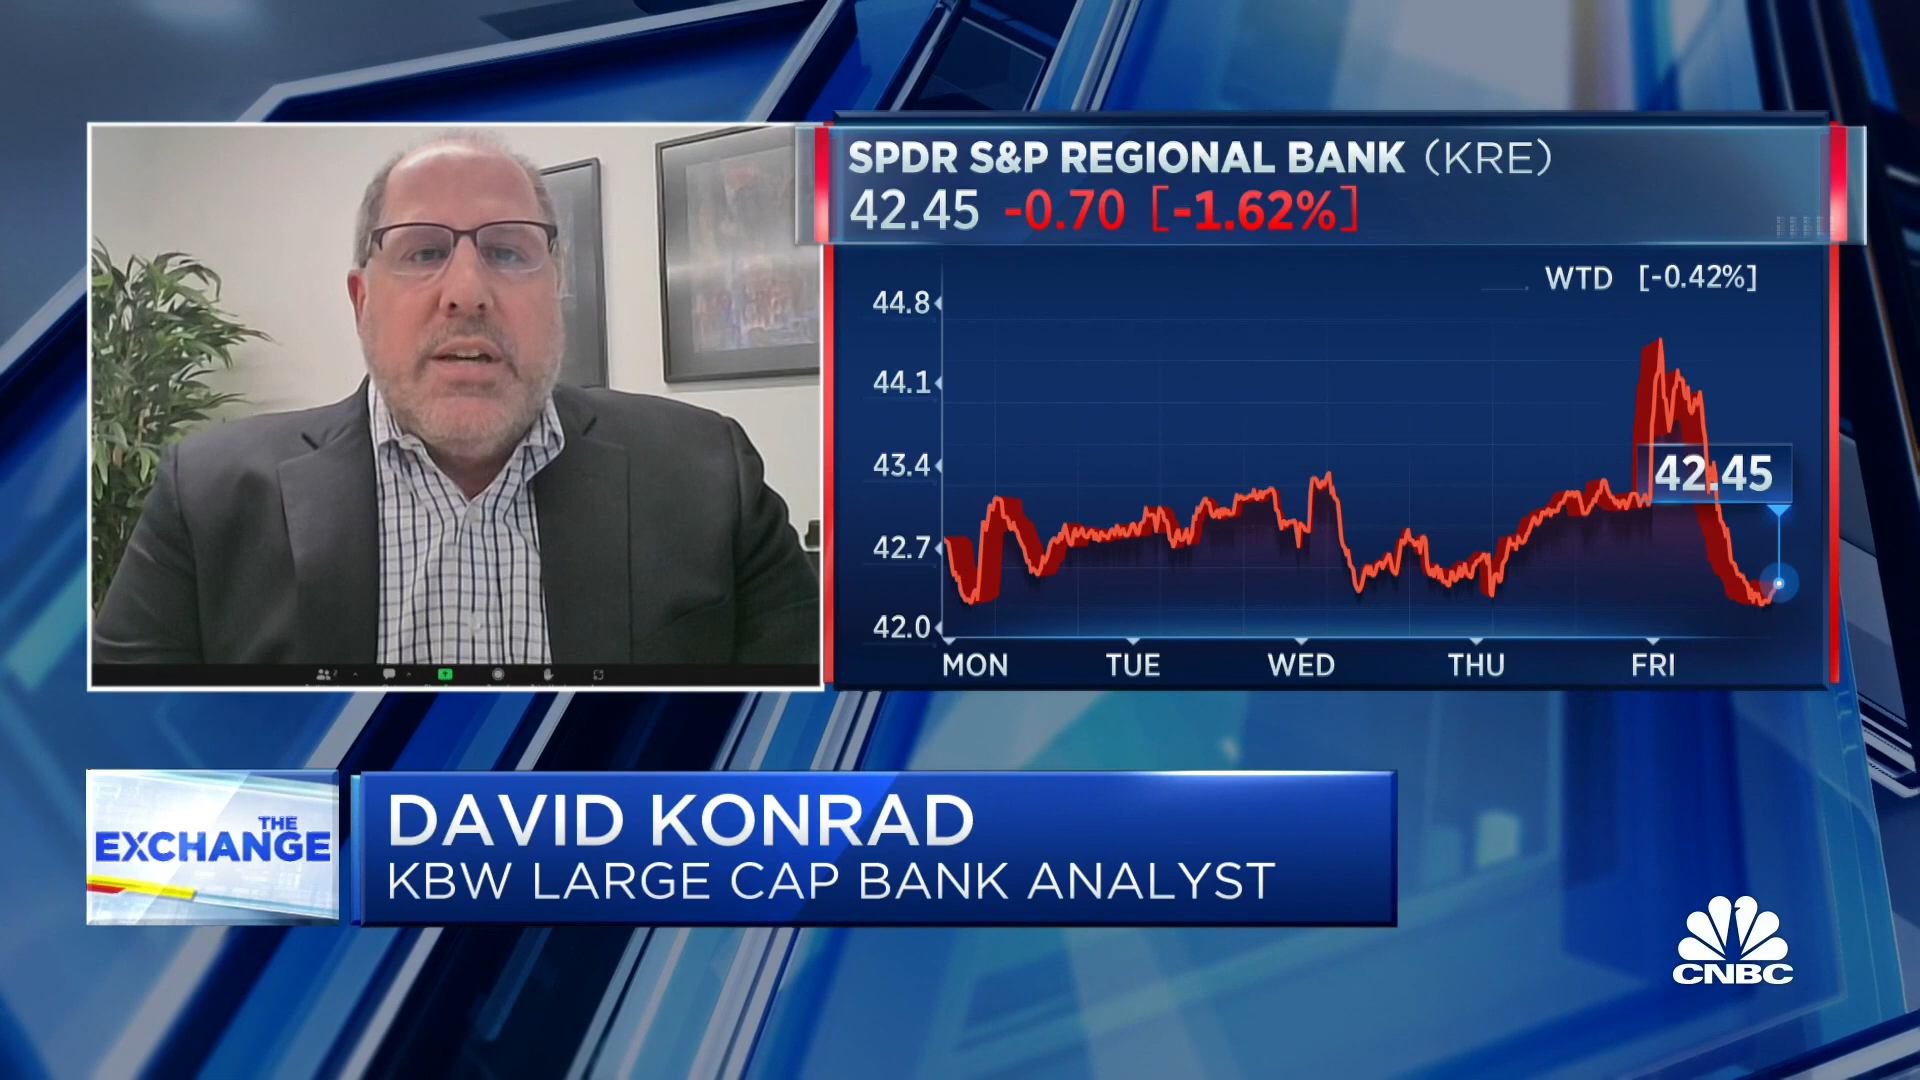 SPDR S&P REGIONAL BANK (KRE)
42.45 -0.70 [-1.62%]
WTD [-0.42%]
44.8
44.1
43.4
42.7
42.0
42.45
MON TUE WED THU FRI
THE
EXCHANGE
DAVID KONRAD
KBW LARGE CAP BANK ANALYST
CNBC